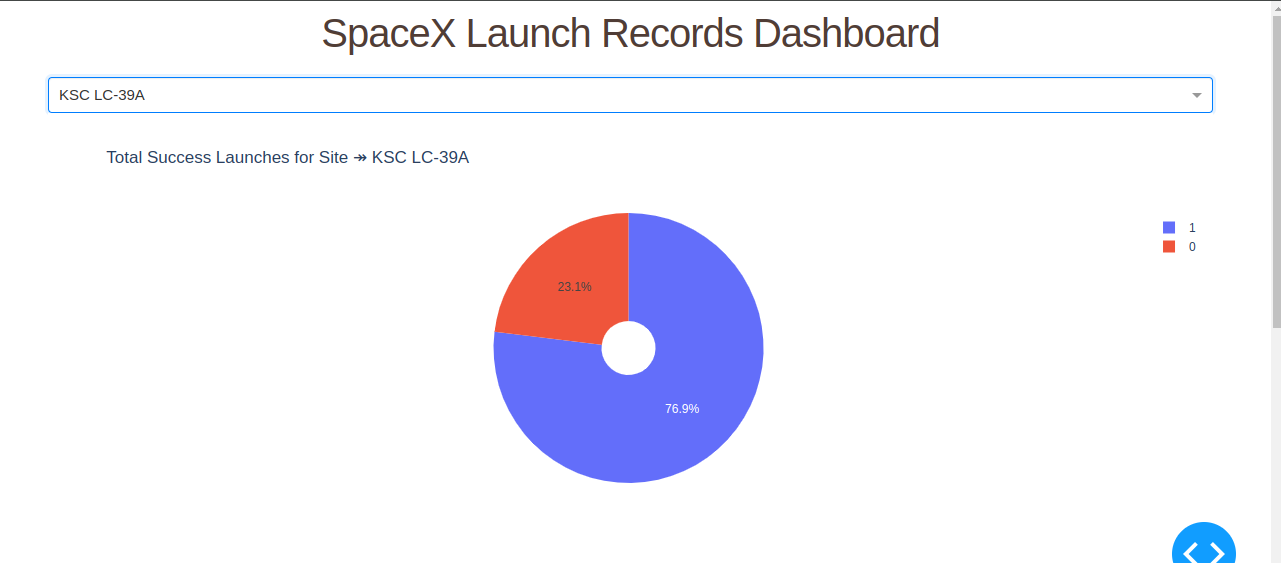 SpaceX Launch Records Dashboard
KSC LC-39A
Total Success Launches for Site ↠ KSC LC-39A
1
0
23.1%
76.9%